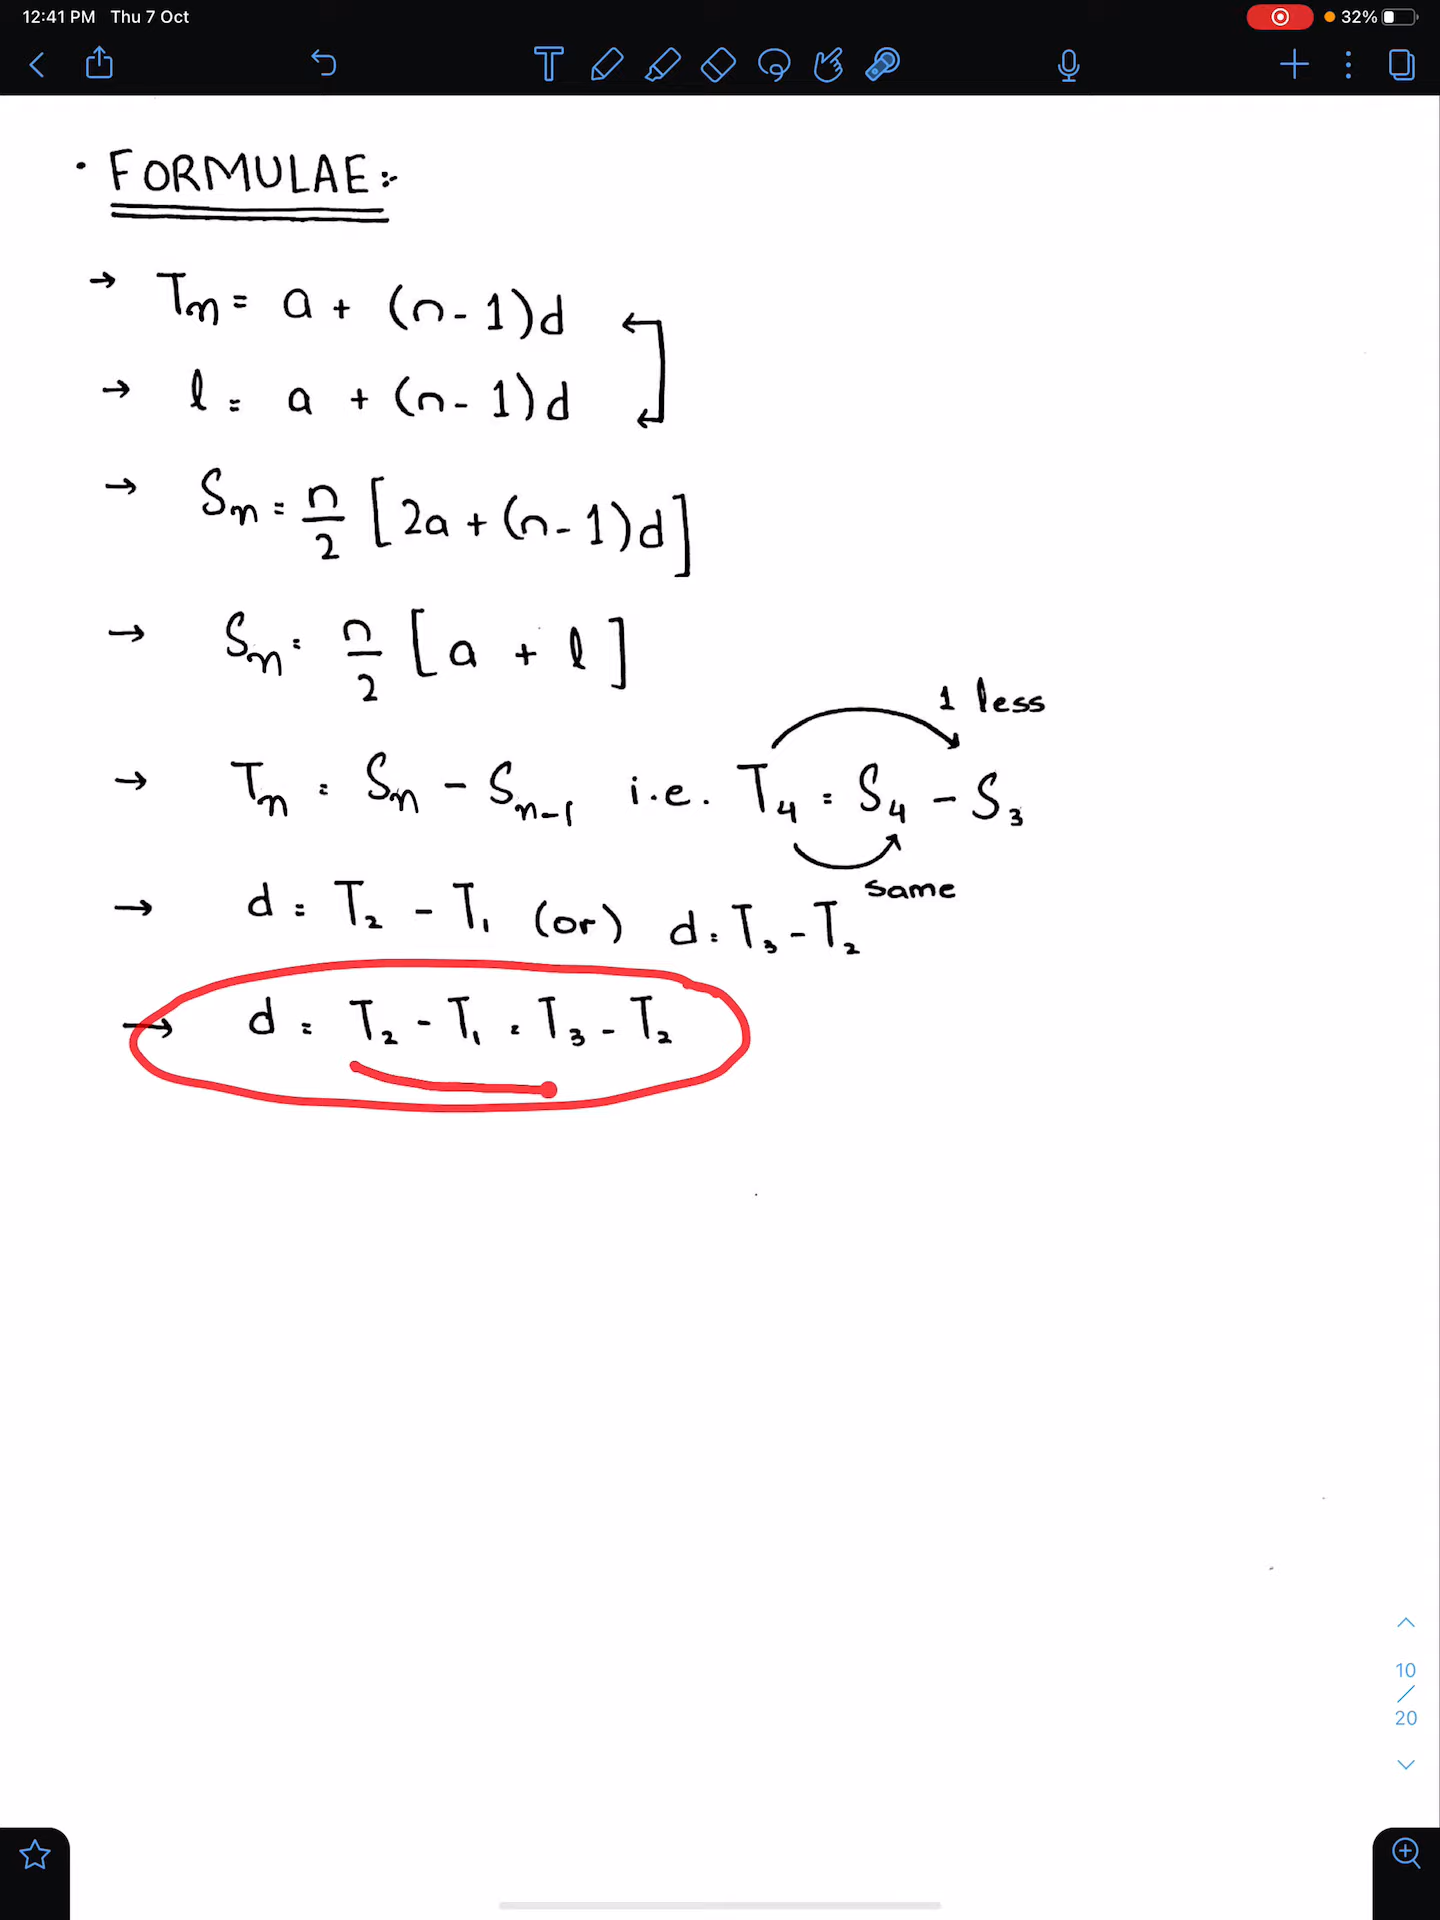 12:41 PM Thu 7 Oct 32%
T
• FORMULAE:-
→ Tn = a + (n-1)d
→ l = a + (n-1)d
→ Sn = n/2 [2a + (n-1)d]
→ Sn = n/2 [a + l]
1 less
→ Tn = Sn - Sn-1 i.e. T4 = S4 - S3
same
→ d = T2 - T1 (or) d = T3 - T2
→ d = T2 - T1 = T3 - T2
10
/
20